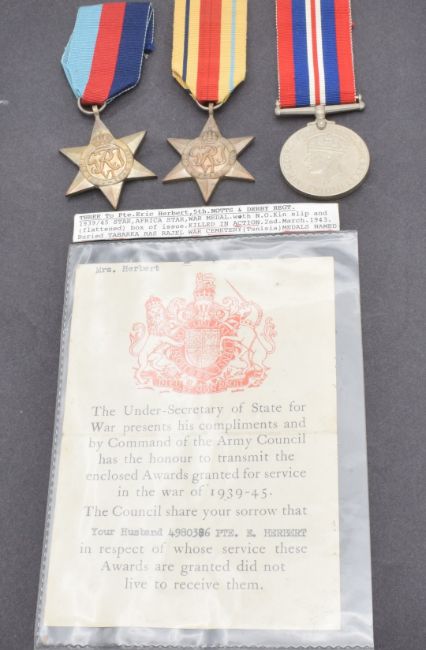 THREE To Pte.Eric Herbert,5th.NOTTS & DERBY REGT.
1939/45 STAR,AFRICA STAR,WAR MEDAL.with N.O.Kin slip and
(flattened) box of issue.KILLED IN ACTION.2nd.March.1943.
Buried TABARKA RAS RAJEL WAR CEMETERY(Tunisia)MEDALS NAMED
Mrs. Herbert
The Under-Secretary of State for
War presents his compliments and
by Command of the Army Council
has the honour to transmit the
enclosed Awards granted for service
in the war of 1939-45.
The Council share your sorrow that
Your Husband 4980386 PTE. E. HERBERT
in respect of whose service these
Awards are granted did not
live to receive them.